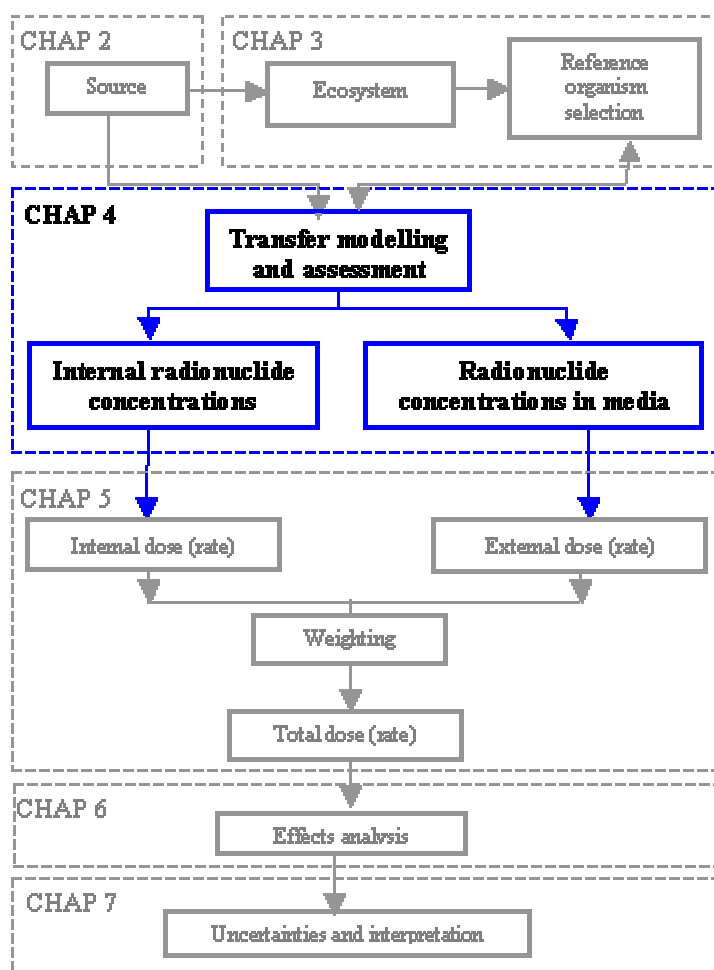 CHAP 2
CHAP 3
Source
Ecosystem
Reference
organism
selection
CHAP 4
Transfer modelling
and assessment
Internal radionuclide
concentrations
Radionuclide
concentrations in media
CHAP 5
Internal dose (rate)
External dose (rate)
Weighting
Total dose (rate)
CHAP 6
Effects analysis
CHAP 7
Uncertainties and interpretation